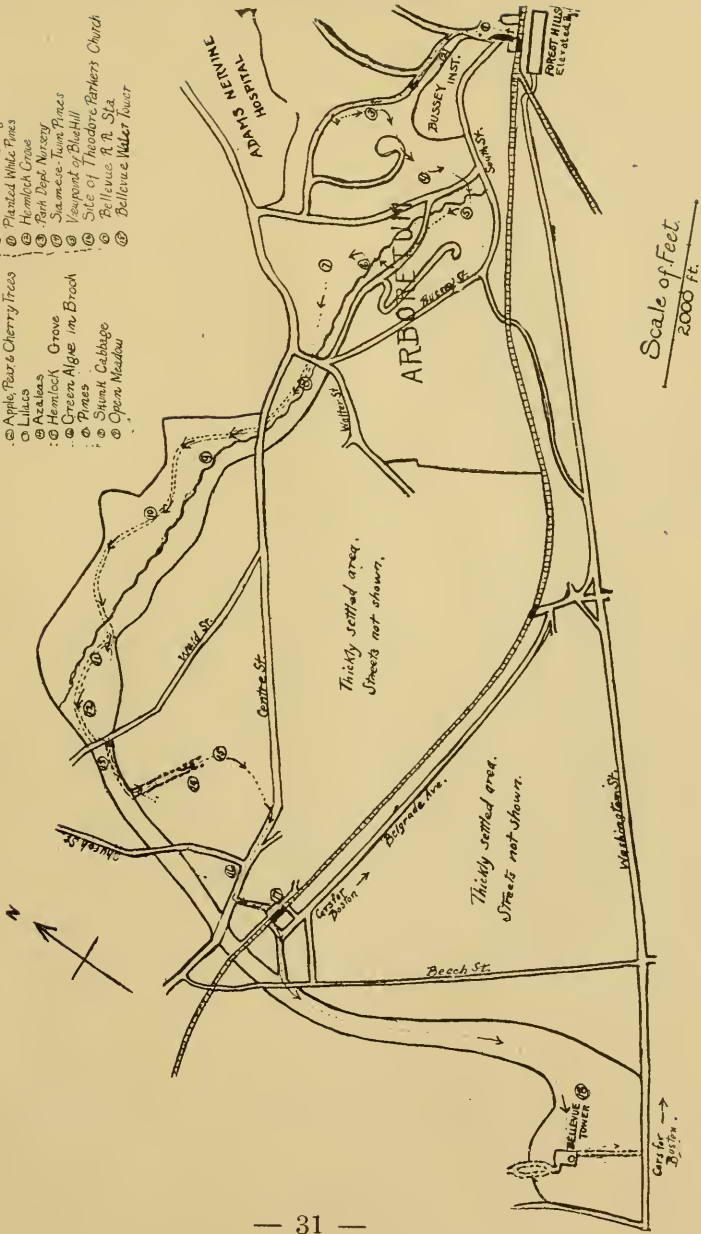 Apple, Pear & Cherry Trees
Lilacs
Azaleas
Hemlock Grove
Green Algae in Brook
Pines
Skunk Cabbage
Open Meadow
Planted White Pines
Hemlock Grove
Park Dept Nursery
Siamese-Twin Pines
Viewpoint of Blue Hill
Site of Theodore Parker's Church
Bellevue R.R. Sta
Bellevue Water Tower
N
ADAMS NERVINE
HOSPITAL
BUSSEY INST.
FOREST HILLS
South St.
ARBORETUM
Bussey St.
Walter St
Weld St.
Centre St.
Church St
Thickly settled area.
Streets not shown.
Belgrade Ave.
Cars for
Boston
Thickly settled area.
Streets not shown.
Washington St.
Beech St.
BELLEVUE
TOWER 18
Cars for
Boston.
Scale of Feet.
2000 ft.
— 31 —